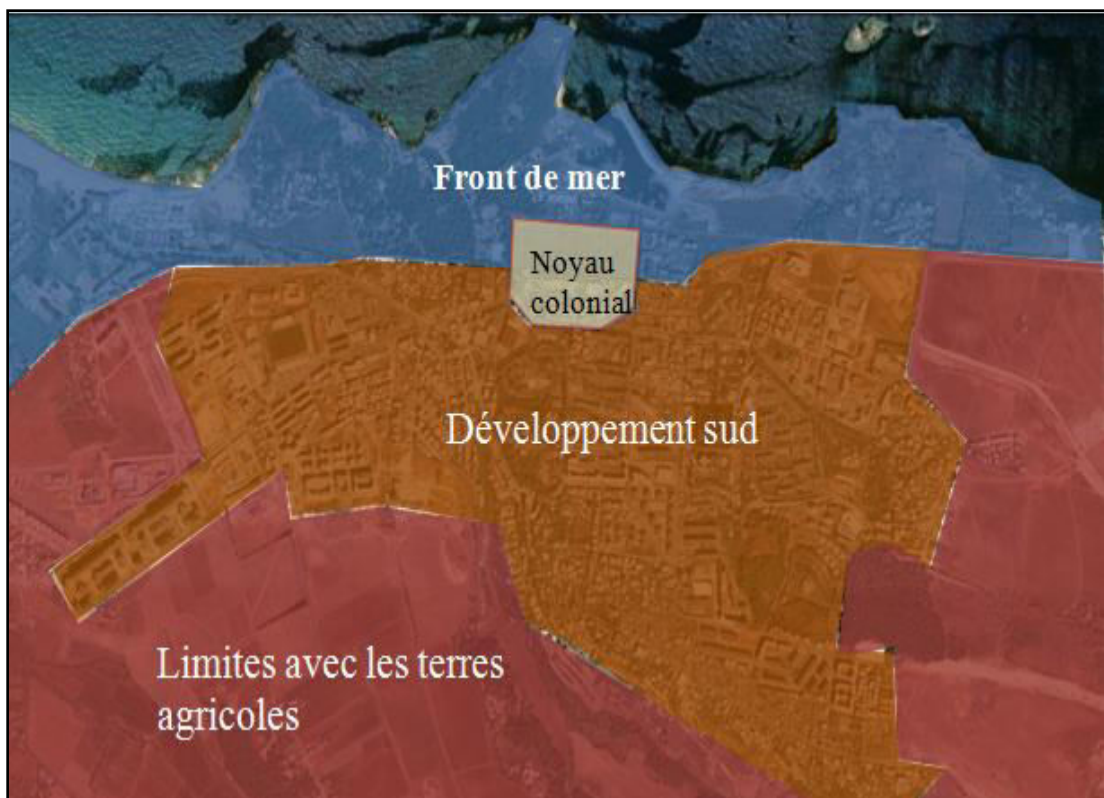 Front de mer
Noyau
colonial
Développement sud
Limites avec les terres
agricoles